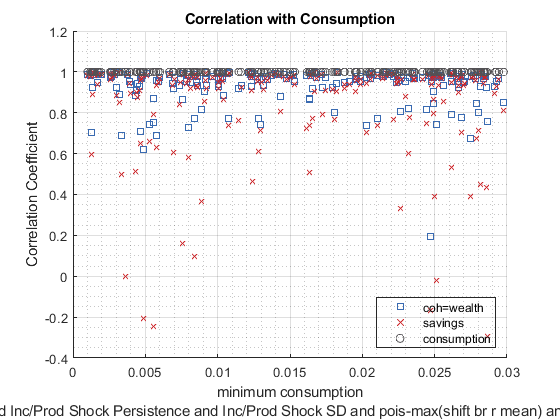 Correlation with Consumption
1.2
1
0.8
0.6
0.4
0.2
0
-0.2
-0.4
Correlation Coefficient
coh=wealth
savings
consumption
0 0.005 0.01 0.015 0.02 0.025 0.03
minimum consumption
d Inc/Prod Shock Persistence and Inc/Prod Shock SD and pois-max(shift br r mean) an